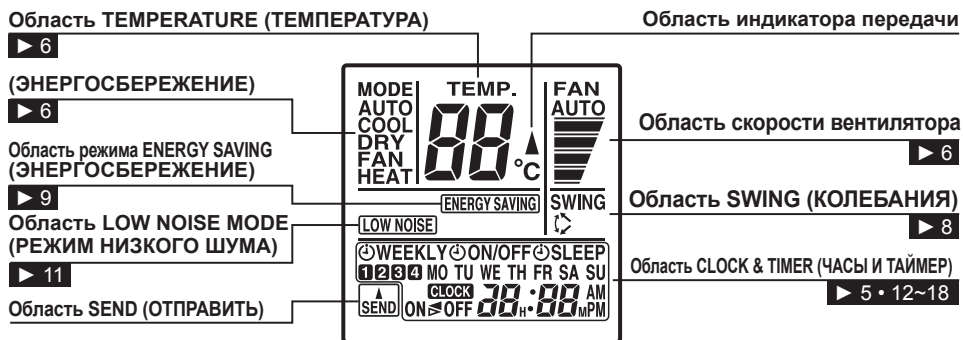 Область TEMPERATURE (ТЕМПЕРАТУРА)
► 6
(ЭНЕРГОСБЕРЕЖЕНИЕ)
► 6
Область режима ENERGY SAVING
(ЭНЕРГОСБЕРЕЖЕНИЕ)
► 9
Область LOW NOISE MODE
(РЕЖИМ НИЗКОГО ШУМА)
► 11
Область SEND (ОТПРАВИТЬ)
MODE
AUTO
COOL
DRY
FAN
HEAT
TEMP.
88
°C
FAN
AUTO
ENERGY SAVING
LOW NOISE
SWING
WEEKLY ON/OFF SLEEP
1 2 3 4 MO TU WE TH FR SA SU
SEND
CLOCK
ON OFF 88H•:88M AM
PM
Область индикатора передачи
Область скорости вентилятора
► 6
Область SWING (КОЛЕБАНИЯ)
► 8
Область CLOCK & TIMER (ЧАСЫ И ТАЙМЕР)
► 5 • 12~18